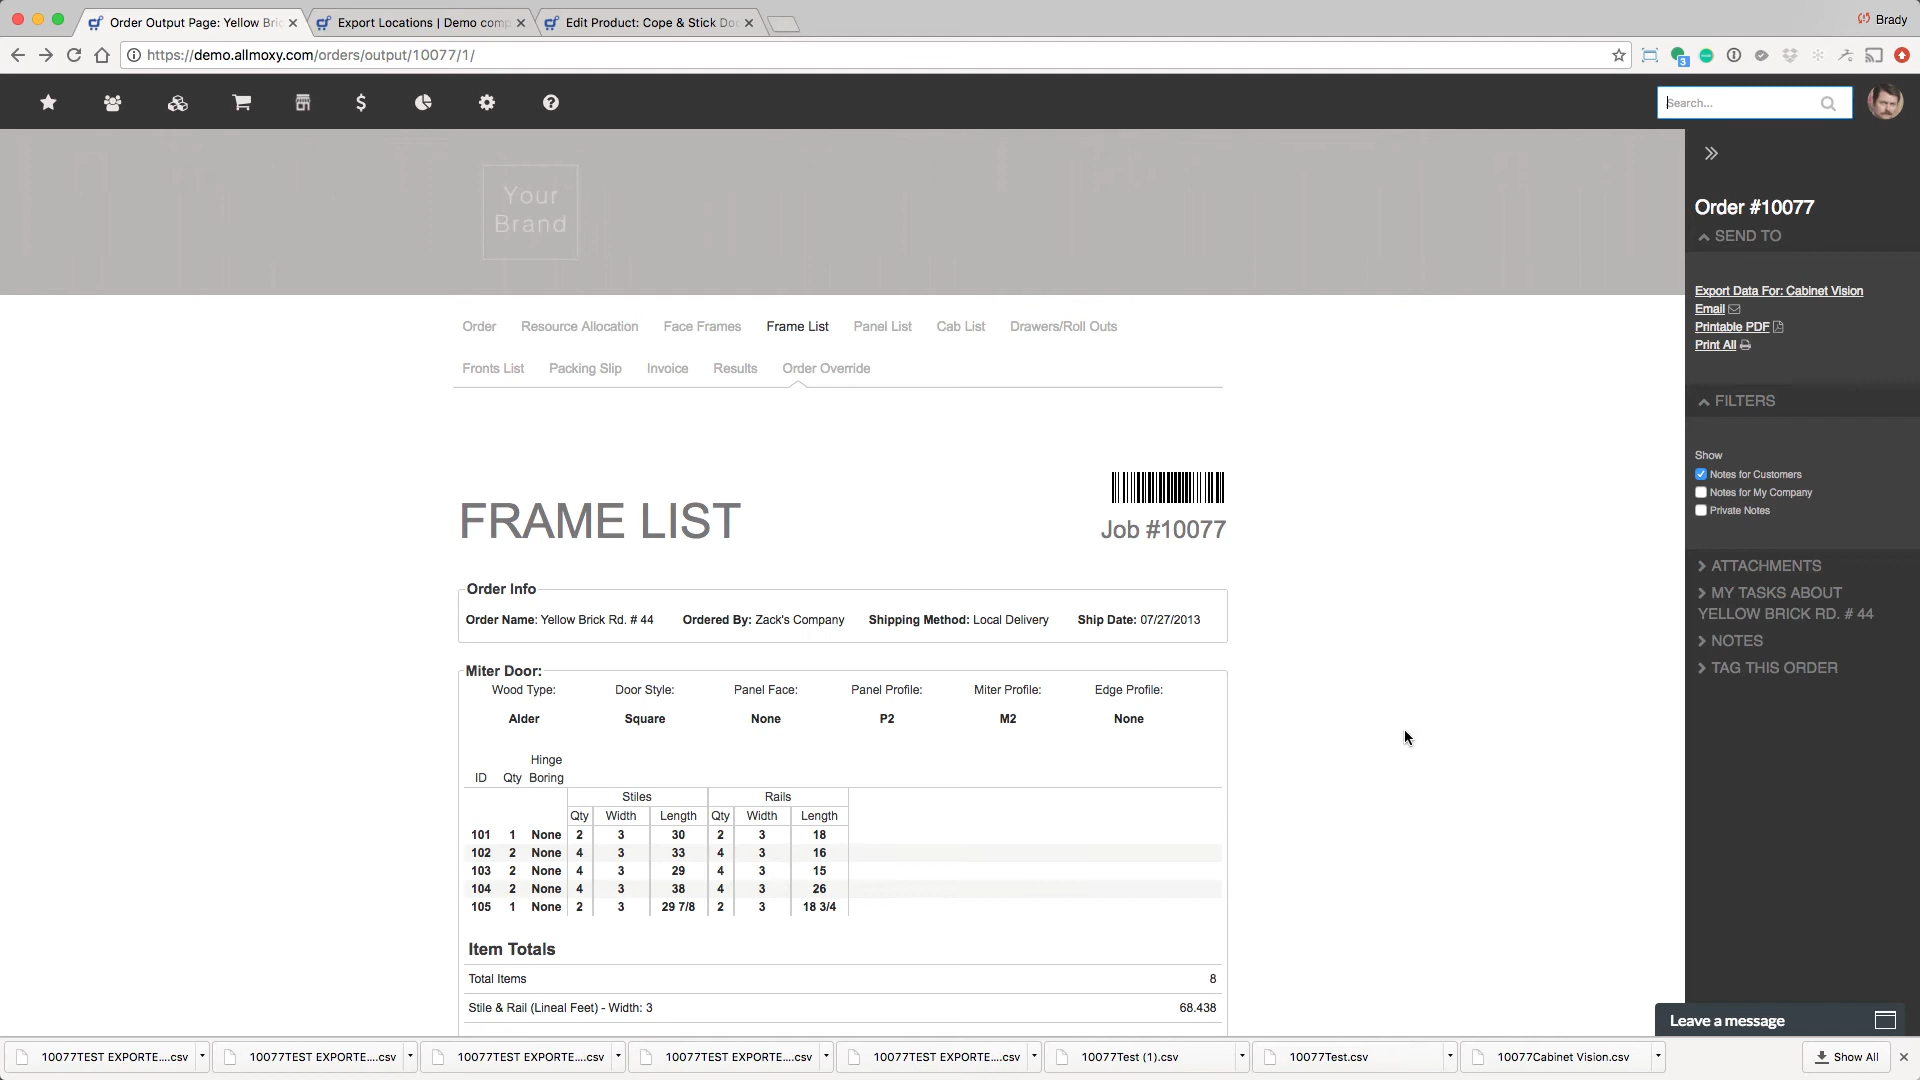 Order Output Page: Yellow Bri
Export Locations | Demo comp
Edit Product: Cope & Stick Do
Brady
https://demo.allmoxy.com/orders/output/10077/1/
3
Search...
Your
Brand
Order #10077
SEND TO
Export Data For: Cabinet Vision
Email
Printable PDF
Print All
FILTERS
Show
Notes for Customers
Notes for My Company
Private Notes
ATTACHMENTS
MY TASKS ABOUT
YELLOW BRICK RD. # 44
NOTES
TAG THIS ORDER
Order Resource Allocation Face Frames Frame List Panel List Cab List Drawers/Roll Outs
Fronts List Packing Slip Invoice Results Order Override
FRAME LIST
Job #10077
Order Info
Order Name: Yellow Brick Rd. # 44 Ordered By: Zack's Company Shipping Method: Local Delivery Ship Date: 07/27/2013
Miter Door:
Wood Type: Door Style: Panel Face: Panel Profile: Miter Profile: Edge Profile:
Alder Square None P2 M2 None
Hinge
ID Qty Boring
Stiles Rails
Qty Width Length Qty Width Length
101 1 None 2 3 30 2 3 18
102 2 None 4 3 33 4 3 16
103 2 None 4 3 29 4 3 15
104 2 None 4 3 38 4 3 26
105 1 None 2 3 29 7/8 2 3 18 3/4
Item Totals
Total Items 8
Stile & Rail (Lineal Feet) - Width: 3 68.438
Leave a message
10077TEST EXPORTE....csv 10077TEST EXPORTE....csv 10077TEST EXPORTE....csv 10077TEST EXPORTE....csv 10077TEST EXPORTE....csv 10077Test (1).csv 10077Test.csv 10077Cabinet Vision.csv Show All